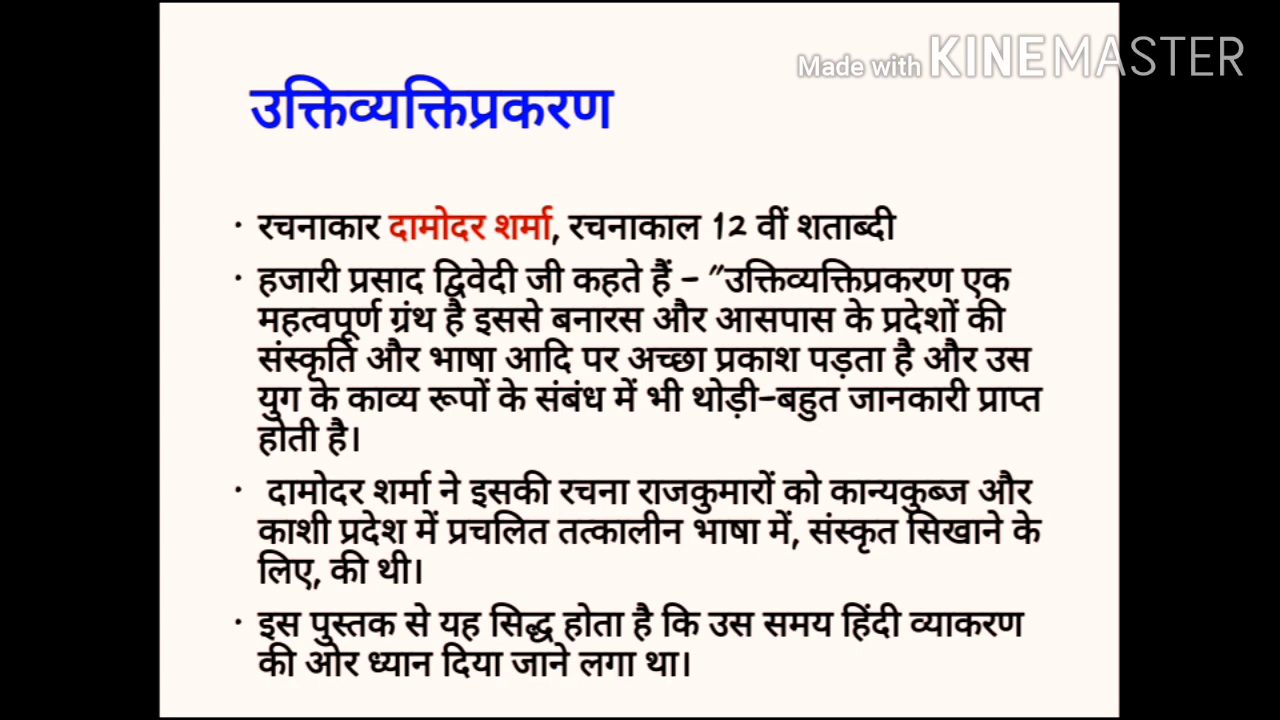 Made with KINEMASTER
उक्तिव्यक्तिप्रकरण
· रचनाकार दामोदर शर्मा, रचनाकाल 12 वीं शताब्दी
· हजारी प्रसाद द्विवेदी जी कहते हैं - "उक्तिव्यक्तिप्रकरण एक
महत्वपूर्ण ग्रंथ है इससे बनारस और आसपास के प्रदेशों की
संस्कृति और भाषा आदि पर अच्छा प्रकाश पड़ता है और उस
युग के काव्य रूपों के संबंध में भी थोड़ी-बहुत जानकारी प्राप्त
होती है।
· दामोदर शर्मा ने इसकी रचना राजकुमारों को कान्यकुब्ज और
काशी प्रदेश में प्रचलित तत्कालीन भाषा में, संस्कृत सिखाने के
लिए, की थी।
· इस पुस्तक से यह सिद्ध होता है कि उस समय हिंदी व्याकरण
की ओर ध्यान दिया जाने लगा था।